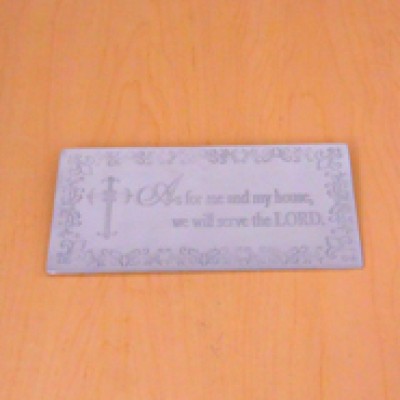 As for me and my house,
we will serve the LORD.